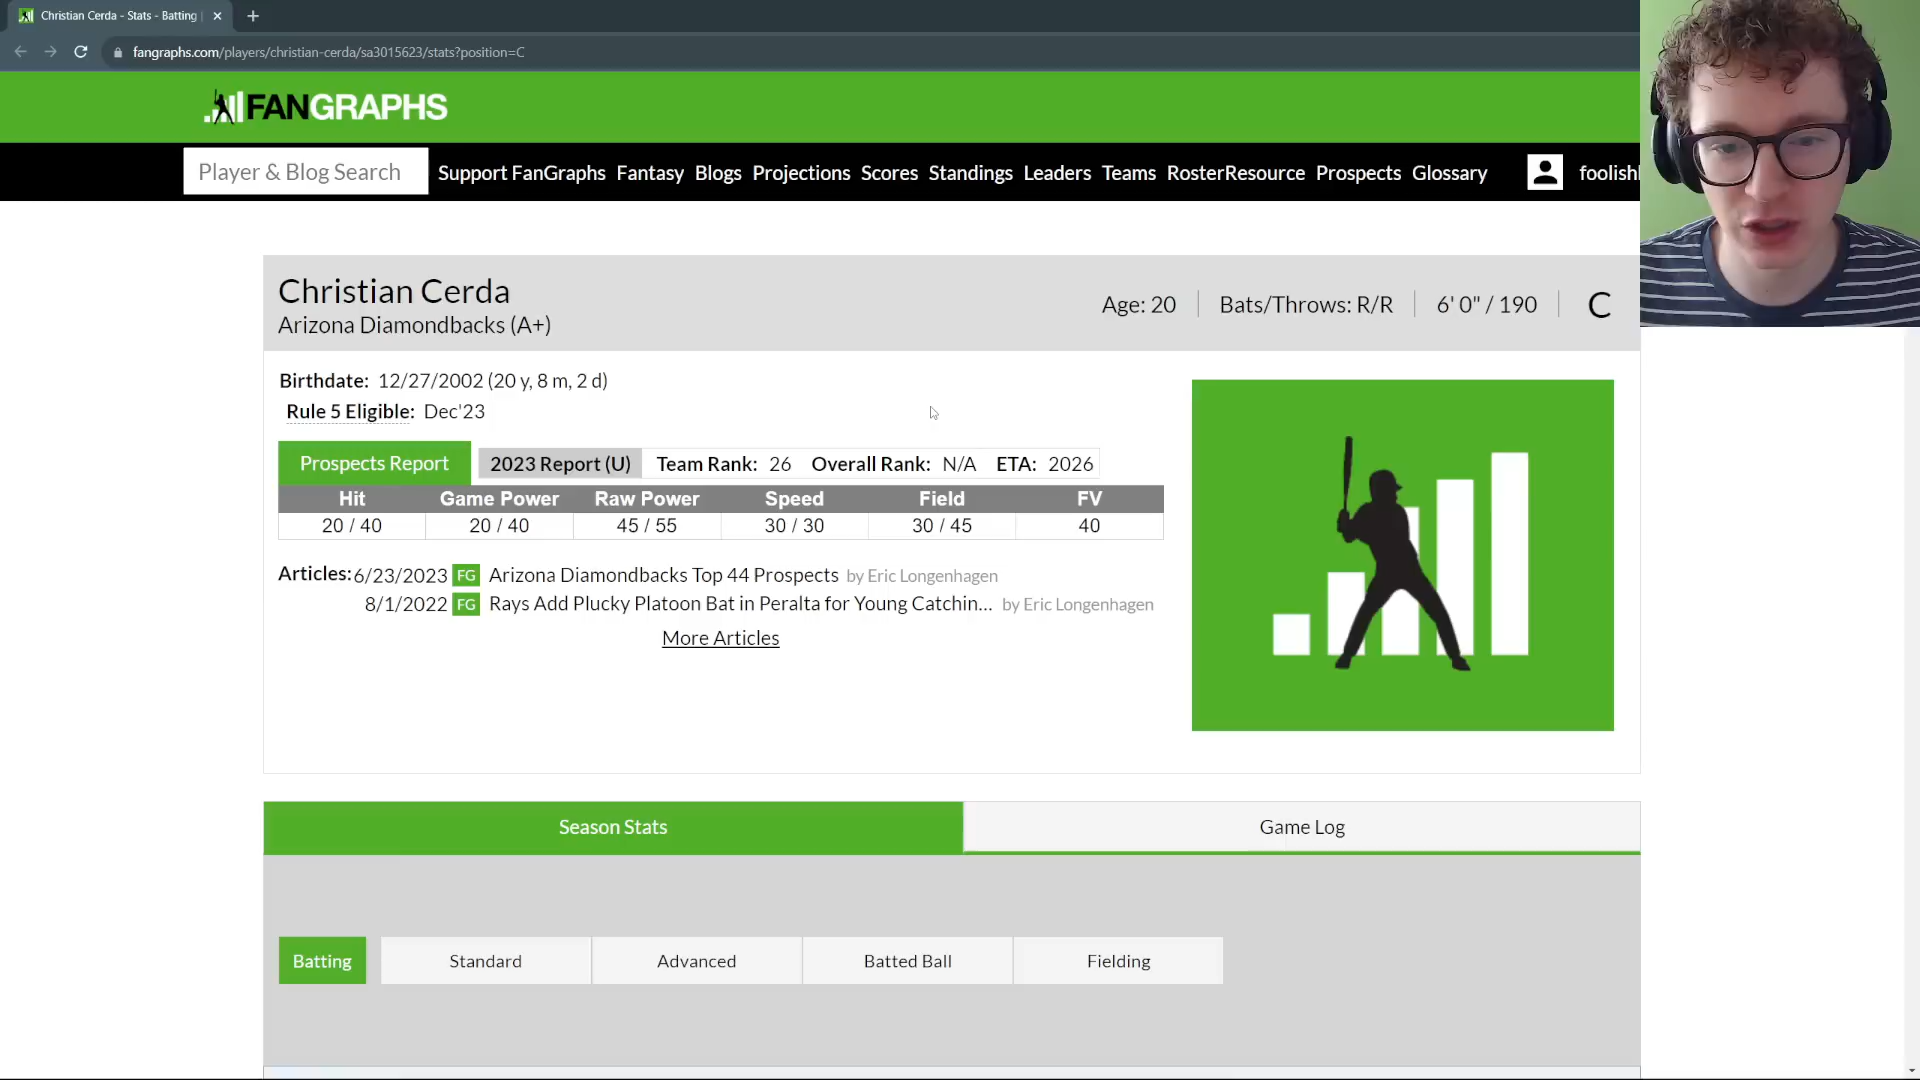 Christian Cerda - Stats - Batting
fangraphs.com/players/christian-cerda/sa3015623/stats?position=C
FANGRAPHS
Player & Blog Search Support FanGraphs Fantasy Blogs Projections Scores Standings Leaders Teams RosterResource Prospects Glossary
Christian Cerda
Arizona Diamondbacks (A+)
Age: 20 Bats/Throws: R/R 6' 0" / 190 C
Birthdate: 12/27/2002 (20 y, 8 m, 2 d)
Rule 5 Eligible: Dec'23
Prospects Report 2023 Report (U) Team Rank: 26 Overall Rank: N/A ETA: 2026
Hit Game Power Raw Power Speed Field FV
20 / 40 20 / 40 45 / 55 30 / 30 30 / 45 40
Articles: 6/23/2023 FG Arizona Diamondbacks Top 44 Prospects by Eric Longenhagen
8/1/2022 FG Rays Add Plucky Platoon Bat in Peralta for Young Catchin... by Eric Longenhagen
More Articles
Season Stats Game Log
Batting Standard Advanced Batted Ball Fielding